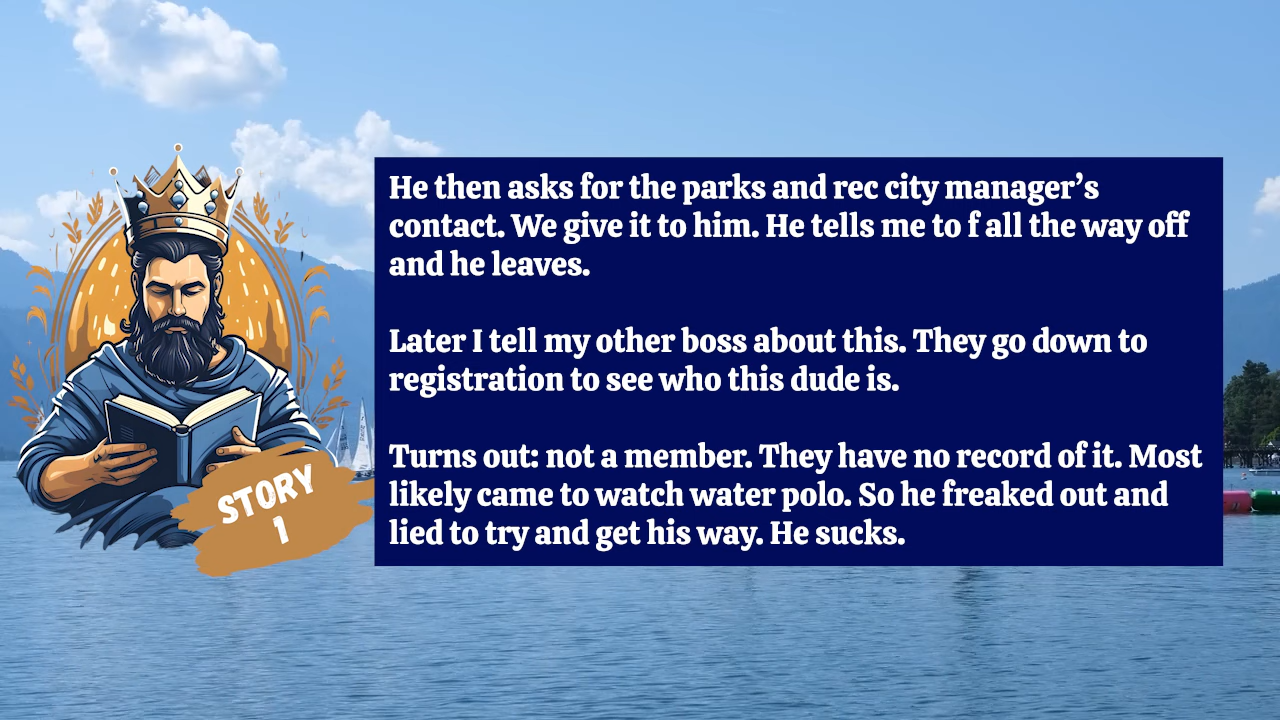 He then asks for the parks and rec city manager’s
contact. We give it to him. He tells me to f all the way off
and he leaves.
Later I tell my other boss about this. They go down to
registration to see who this dude is.
Turns out: not a member. They have no record of it. Most
likely came to watch water polo. So he freaked out and
lied to try and get his way. He sucks.
STORY
1